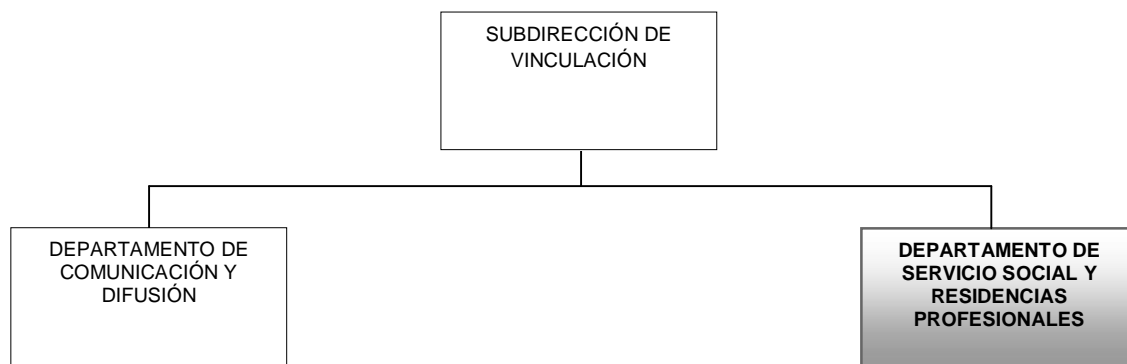 SUBDIRECCIÓN DE
VINCULACIÓN
DEPARTAMENTO DE
COMUNICACIÓN Y
DIFUSIÓN
DEPARTAMENTO DE
SERVICIO SOCIAL Y
RESIDENCIAS
PROFESIONALES